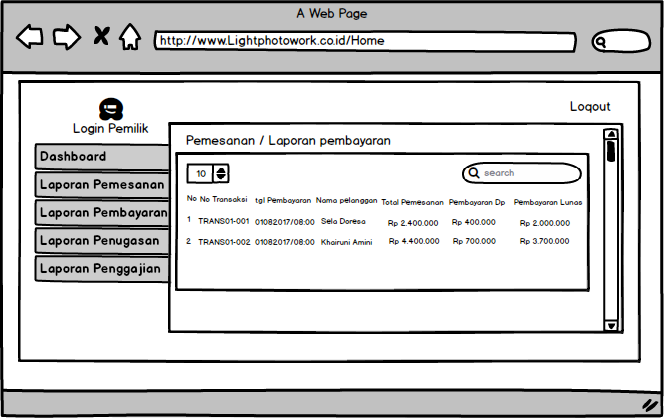 A Web Page
http://www.Lightphotowork.co.id/Home
Loqout
Login Pemilik
Dashboard
Laporan Pemesanan
Laporan Pembayaran
Laporan Penugasan
Laporan Penggajian
Pemesanan / Laporan pembayaran
10 search
No No Transaksi tgl Pembayaran Nama pelanggan Total Pemesanan Pembayaran Dp Pembayaran Lunas
1 TRANS01-001 01082017/08:00 Sela Doresa Rp 2.400.000 Rp 400.000 Rp 2.000.000
2 TRANS01-002 01082017/08:00 Khairuni Amini Rp 4.400.000 Rp 700.000 Rp 3.700.000